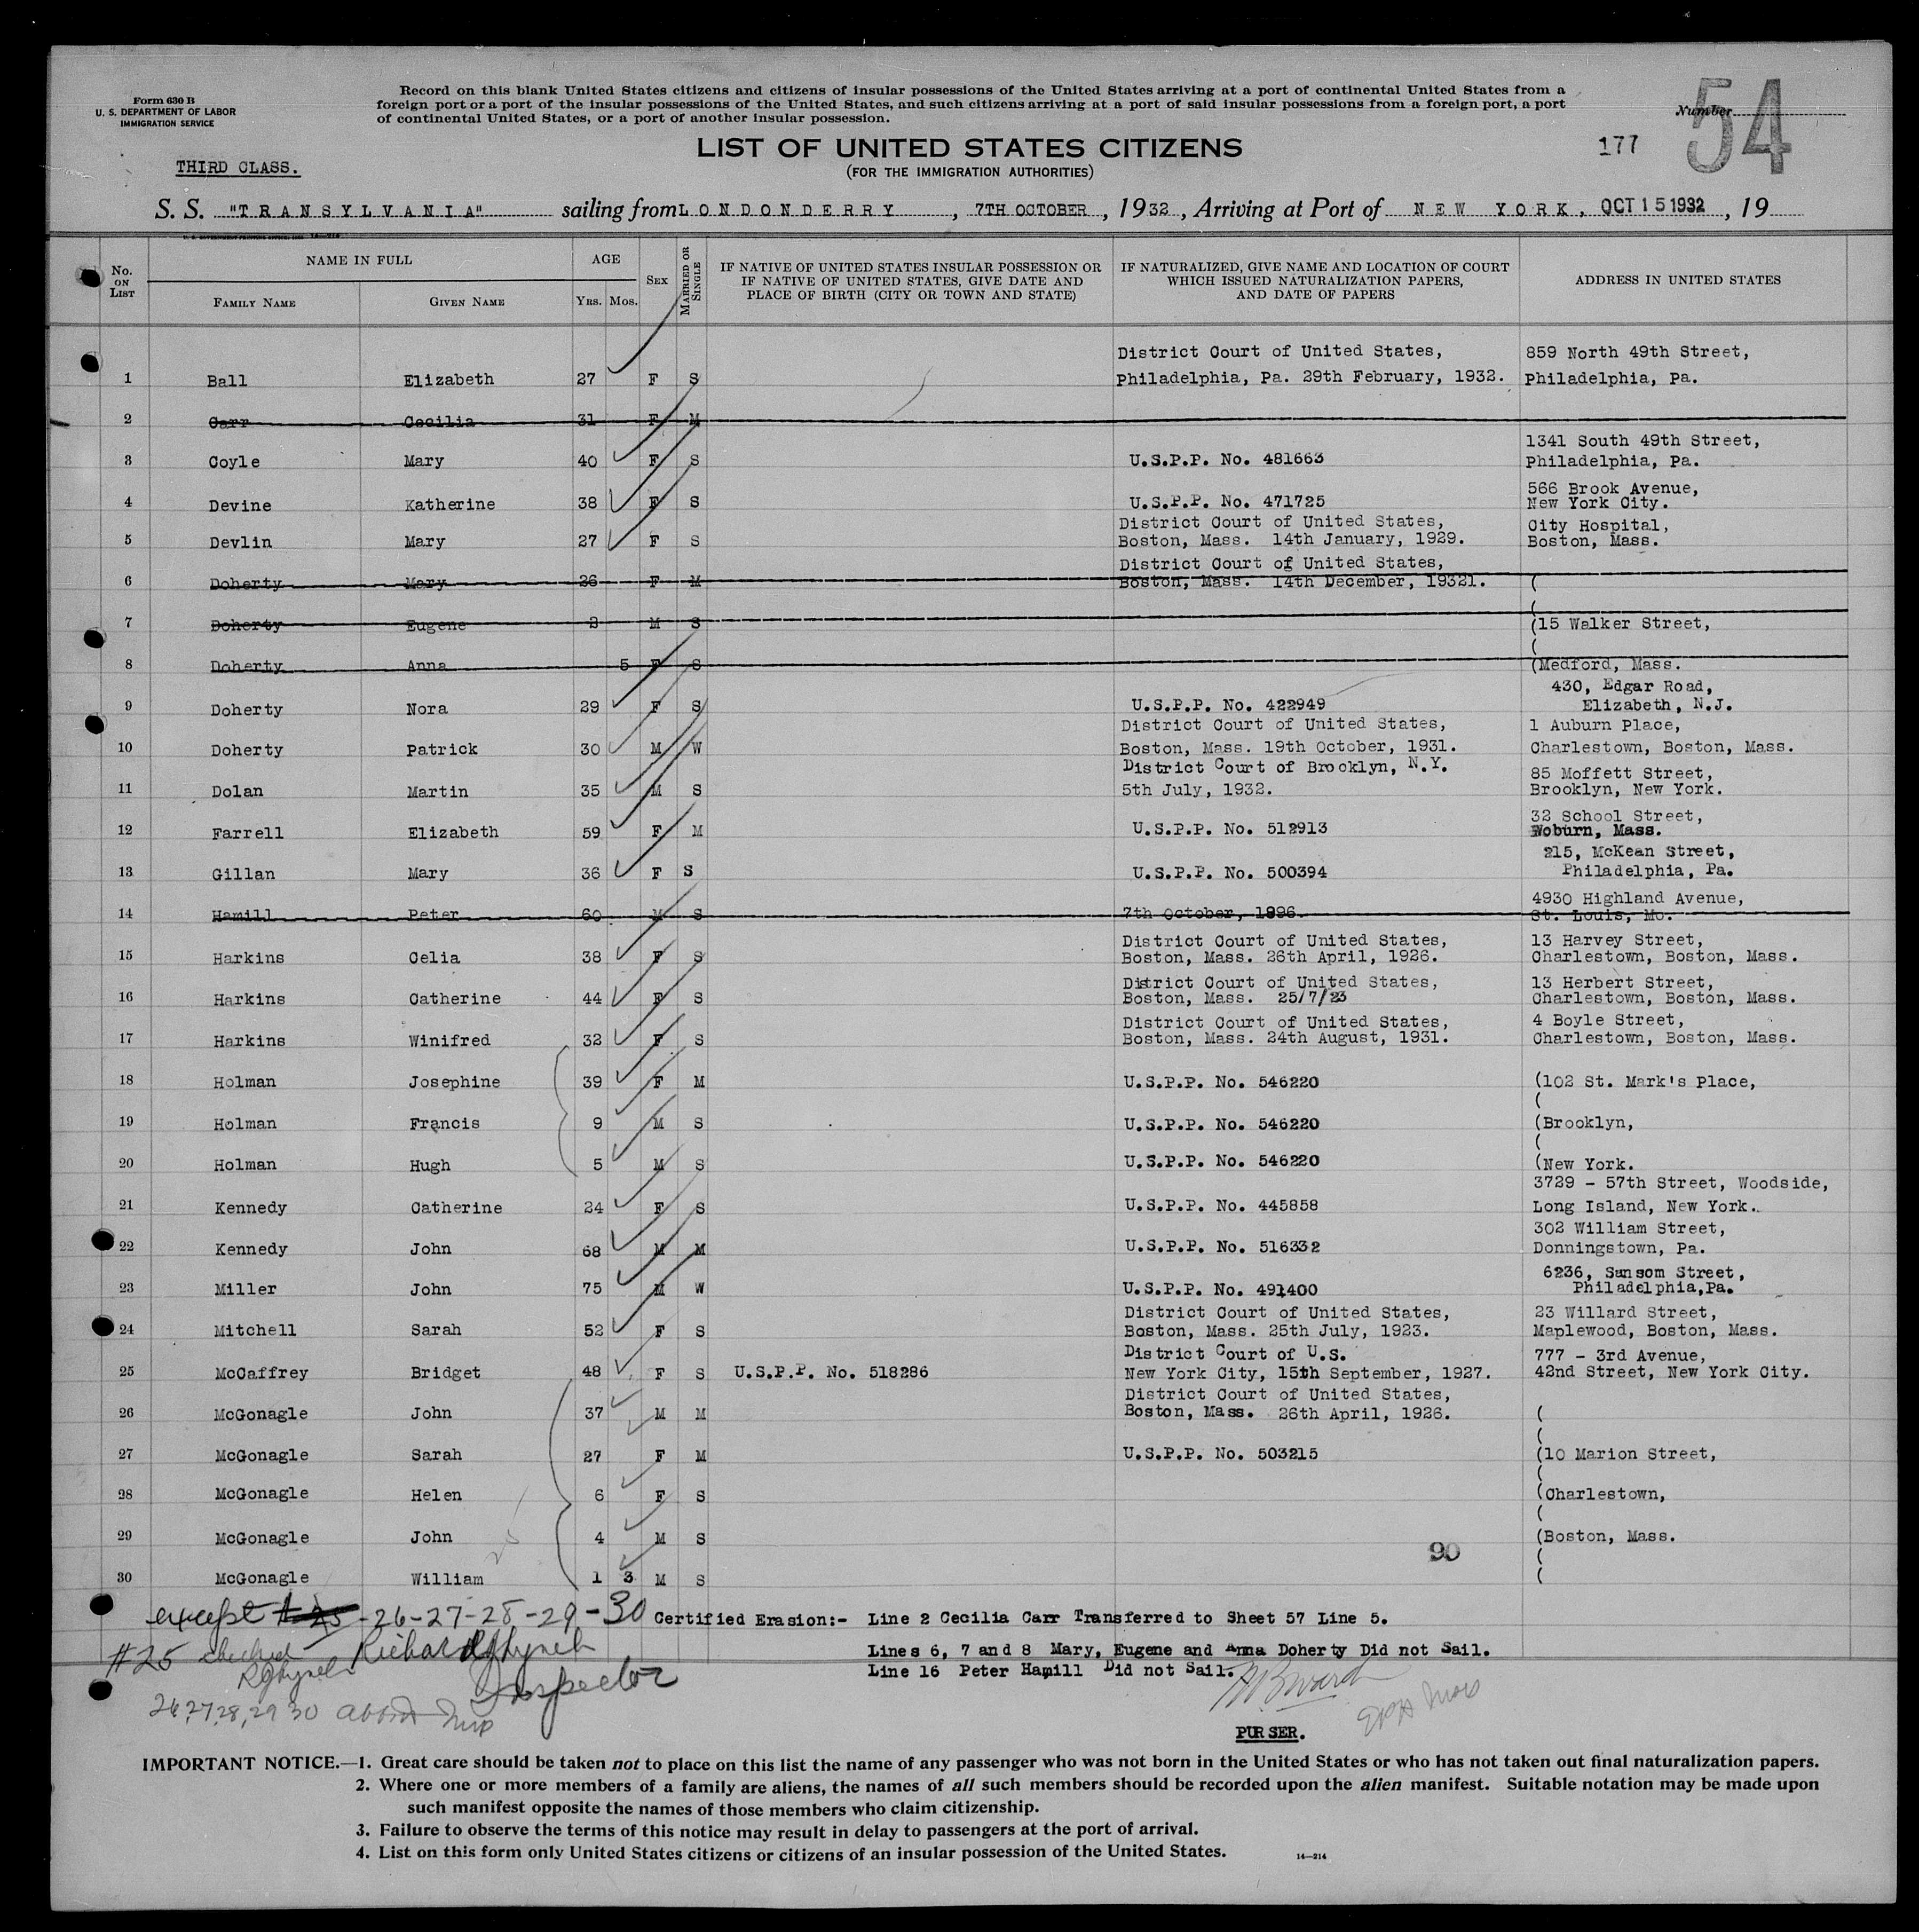 Form 630 B
U. S. DEPARTMENT OF LABOR
IMMIGRATION SERVICE
Record on this blank United States citizens and citizens of insular possessions of the United States arriving at a port of continental United States from a
foreign port or a port of the insular possessions of the United States, and such citizens arriving at a port of said insular possessions from a foreign port, a port
of continental United States, or a port of another insular possession.
Number
54
177
LIST OF UNITED STATES CITIZENS
(FOR THE IMMIGRATION AUTHORITIES)
THIRD CLASS.
S. S. "TRANSYLVANIA" sailing from LONDONDERRY, 7TH OCTOBER, 1932, Arriving at Port of NEW YORK, OCT 15 1932, 19
No. ON LIST
NAME IN FULL
FAMILY NAME
GIVEN NAME
AGE
YRS. MOS.
SEX
MARRIED OR SINGLE
IF NATIVE OF UNITED STATES INSULAR POSSESSION OR
IF NATIVE OF UNITED STATES, GIVE DATE AND
PLACE OF BIRTH (CITY OR TOWN AND STATE)
IF NATURALIZED, GIVE NAME AND LOCATION OF COURT
WHICH ISSUED NATURALIZATION PAPERS,
AND DATE OF PAPERS
ADDRESS IN UNITED STATES
District Court of United States, 859 North 49th Street,
1 Ball Elizabeth 27 F S Philadelphia, Pa. 29th February, 1932. Philadelphia, Pa.
2 Carr Cecilia 31 F M
1341 South 49th Street,
3 Coyle Mary 40 F S U.S.P.P. No. 481663 Philadelphia, Pa.
566 Brook Avenue,
4 Devine Katherine 38 F S U.S.P.P. No. 471725 New York City.
District Court of United States, City Hospital,
5 Devlin Mary 27 F S Boston, Mass. 14th January, 1929. Boston, Mass.
District Court of United States,
6 Doherty Mary 26 F M Boston, Mass. 14th December, 19321. (
(
7 Doherty Eugene 2 M S (15 Walker Street,
(
8 Doherty Anna 5 F S (Medford, Mass.
430, Edgar Road,
9 Doherty Nora 29 F S U.S.P.P. No. 422949 Elizabeth, N.J.
District Court of United States, 1 Auburn Place,
10 Doherty Patrick 30 M W Boston, Mass. 19th October, 1931. Charlestown, Boston, Mass.
District Court of Brooklyn, N.Y. 85 Moffett Street,
11 Dolan Martin 35 M S 5th July, 1932. Brooklyn, New York.
32 School Street,
12 Farrell Elizabeth 59 F M U.S.P.P. No. 512913 Woburn, Mass.
215, McKean Street,
13 Gillan Mary 36 F S U.S.P.P. No. 500394 Philadelphia, Pa.
4930 Highland Avenue,
14 Hamill Peter 60 M S 7th October, 1896. St. Louis, Mo.
District Court of United States, 13 Harvey Street,
15 Harkins Celia 38 F S Boston, Mass. 26th April, 1926. Charlestown, Boston, Mass.
District Court of United States, 13 Herbert Street,
16 Harkins Catherine 44 F S Boston, Mass. 25/7/23 Charlestown, Boston, Mass.
District Court of United States, 4 Boyle Street,
17 Harkins Winifred 32 F S Boston, Mass. 24th August, 1931. Charlestown, Boston, Mass.
18 Holman Josephine 39 F M U.S.P.P. No. 546220 (102 St. Mark's Place,
(
19 Holman Francis 9 M S U.S.P.P. No. 546220 (Brooklyn,
(
20 Holman Hugh 5 M S U.S.P.P. No. 546220 (New York.
3729 - 57th Street, Woodside,
21 Kennedy Catherine 24 F S U.S.P.P. No. 445858 Long Island, New York.
302 William Street,
22 Kennedy John 68 M M U.S.P.P. No. 516332 Donningstown, Pa.
6236, Sansom Street,
23 Miller John 75 M W U.S.P.P. No. 491400 Philadelphia,Pa.
District Court of United States, 23 Willard Street,
24 Mitchell Sarah 52 F S Boston, Mass. 25th July, 1923. Maplewood, Boston, Mass.
District Court of U.S. 777 - 3rd Avenue,
25 McCaffrey Bridget 48 F S U.S.P.P. No. 518286 New York City, 15th September, 1927. 42nd Street, New York City.
District Court of United States,
26 McGonagle John 37 M M Boston, Mass. 26th April, 1926. (
(
27 McGonagle Sarah 27 F M U.S.P.P. No. 503215 (10 Marion Street,
(
28 McGonagle Helen 6 F S (Charlestown,
(
29 McGonagle John 4 M S (Boston, Mass.
90 (
30 McGonagle William 1 3 M S (
except # 25 -26-27-28-29-30 Certified Erasion:- Line 2 Cecilia Carr Transferred to Sheet 57 Line 5.
#25 checked Richard Lynch
Lines 6, 7 and 8 Mary, Eugene and Anna Doherty Did not Sail.
Inspector Line 16 Peter Hamill Did not Sail.
26,27,28,29 30
PURSER.
IMPORTANT NOTICE.—1. Great care should be taken not to place on this list the name of any passenger who was not born in the United States or who has not taken out final naturalization papers.
2. Where one or more members of a family are aliens, the names of all such members should be recorded upon the alien manifest. Suitable notation may be made upon
such manifest opposite the names of those members who claim citizenship.
3. Failure to observe the terms of this notice may result in delay to passengers at the port of arrival.
4. List on this form only United States citizens or citizens of an insular possession of the United States.
14—214